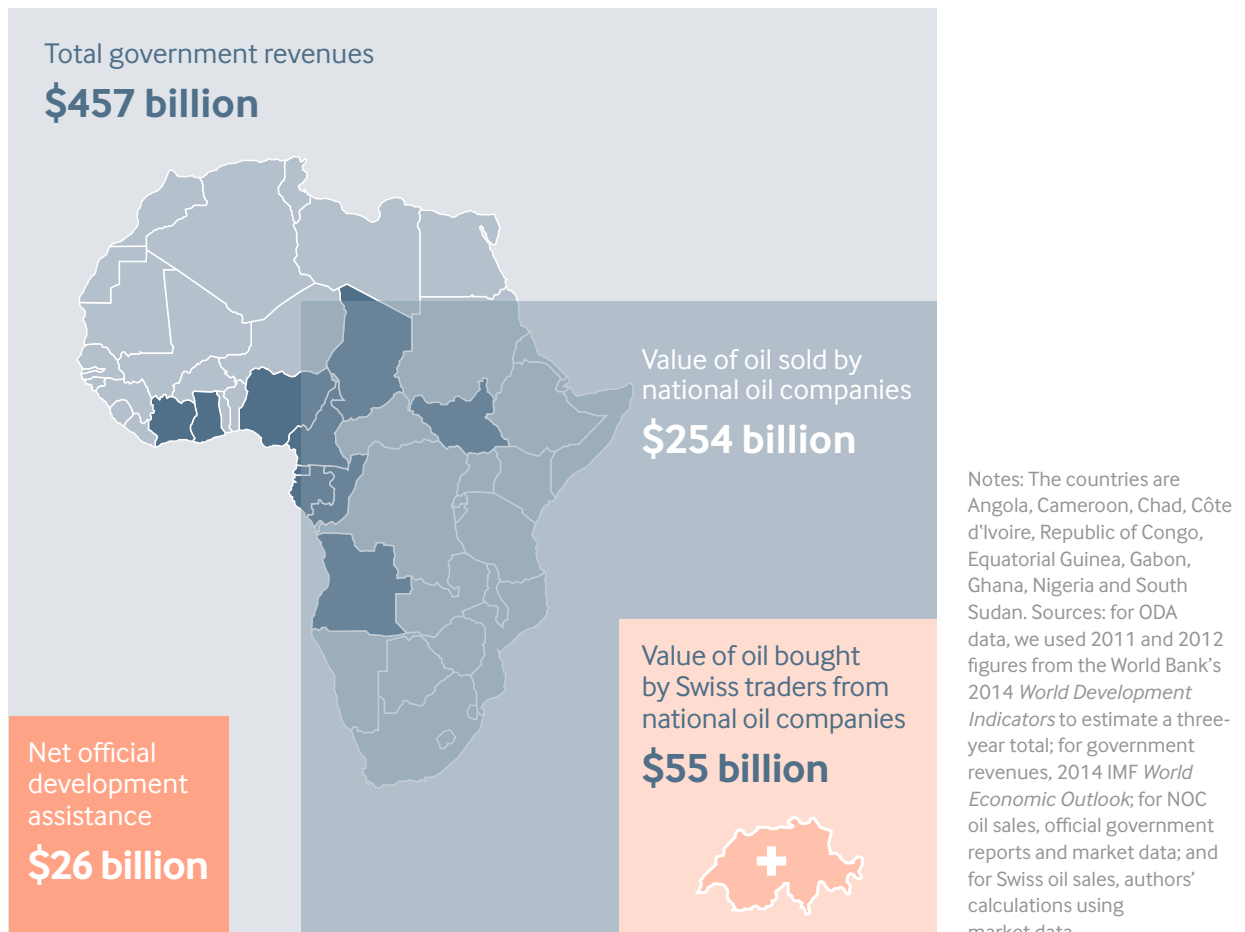 Total government revenues
$457 billion
Value of oil sold by
national oil companies
$254 billion
Value of oil bought
by Swiss traders from
national oil companies
$55 billion
Net official
development
assistance
$26 billion
Notes: The countries are
Angola, Cameroon, Chad, Côte
d'Ivoire, Republic of Congo,
Equatorial Guinea, Gabon,
Ghana, Nigeria and South
Sudan. Sources: for ODA
data, we used 2011 and 2012
figures from the World Bank's
2014 World Development
Indicators to estimate a three-
year total; for government
revenues, 2014 IMF World
Economic Outlook; for NOC
oil sales, official government
reports and market data; and
for Swiss oil sales, authors'
calculations using
market data